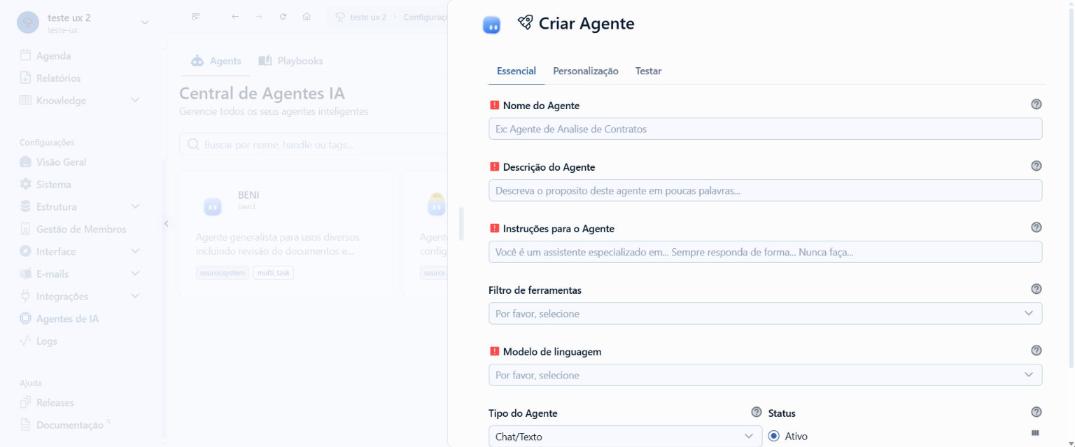 teste ux 2
teste-ux
Agenda
Relatórios
Knowledge
Configurações
Visão Geral
Sistema
Estrutura
Gestão de Membros
Interface
E-mails
Integrações
Agentes de IA
Logs
Ajuda
Releases
Documentação
teste ux 2
Agents
Playbooks
Central de Agentes IA
Gerencie todos os seus agentes inteligentes
Buscar por nome, handle ou tags...
BENI
Agente generalista para usos diversos
incluindo revisão de documentos e...
multi_task
Criar Agente
Essencial
Personalização
Testar
Nome do Agente
Ex: Agente de Analise de Contratos
Descrição do Agente
Descreva o proposito deste agente em poucas palavras...
Instruções para o Agente
Você é um assistente especializado em... Sempre responda de forma... Nunca faça...
Filtro de ferramentas
Por favor, selecione
Modelo de linguagem
Por favor, selecione
Tipo do Agente
Status
Chat/Texto
Ativo